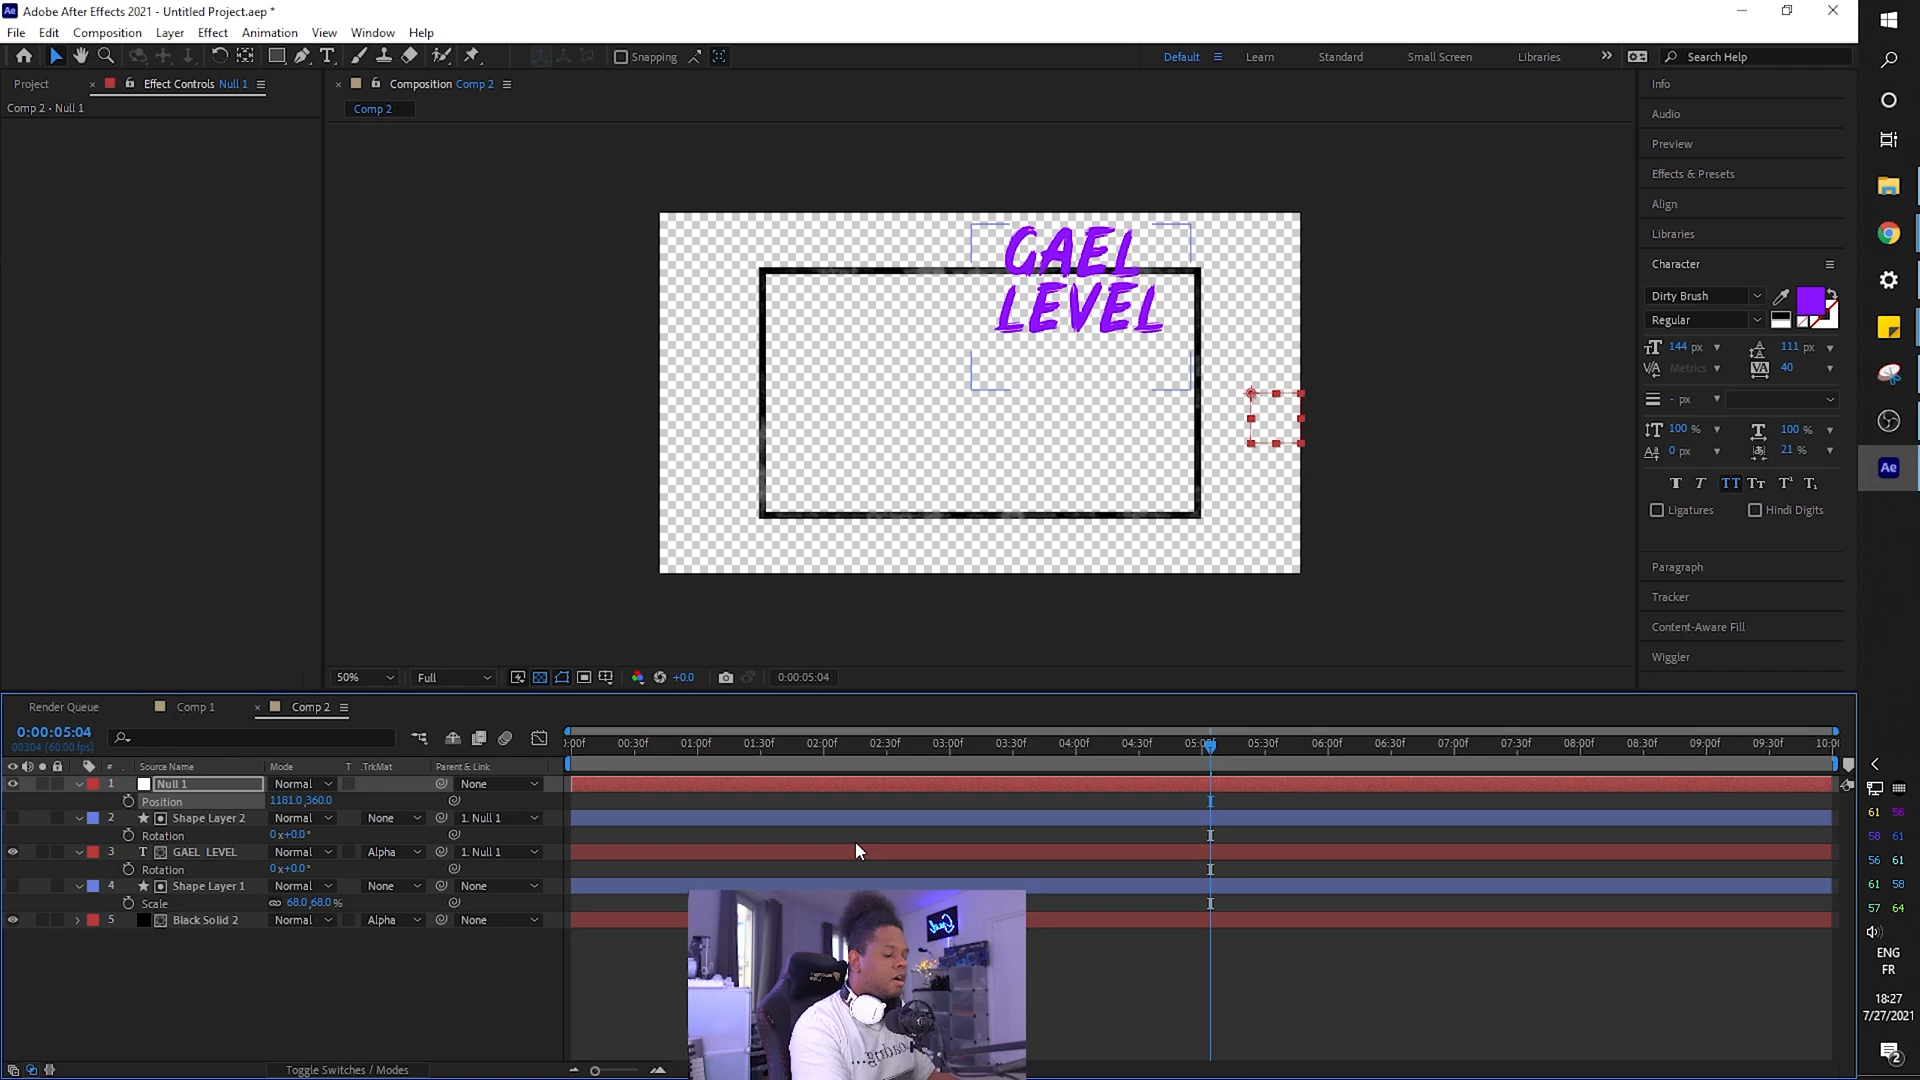 Ae Adobe After Effects 2021 - Untitled Project.aep *
File Edit Composition Layer Effect Animation View Window Help
Snapping Default Learn Standard Small Screen Libraries Search Help
Project Effect Controls Null 1 Composition Comp 2
Comp 2 • Null 1
Comp 2
GAEL
LEVEL
50% Full +0.0 0:00:05:04
Info
Audio
Preview
Effects & Presets
Align
Libraries
Character
Dirty Brush
Regular
144 px 111 px
Metrics 40
- px
100 % 100 %
0 px 21 %
Ligatures Hindi Digits
Paragraph
Tracker
Content-Aware Fill
Wiggler
Render Queue Comp 1 Comp 2
0:00:05:04
00304 (60.00 fps)
:00f 00:30f 01:00f 01:30f 02:00f 02:30f 03:00f 03:30f 04:00f 04:30f 05:00f 05:30f 06:00f 06:30f 07:00f 07:30f 08:00f 08:30f 09:00f 09:30f 10:00
# Source Name Mode T .TrkMat Parent & Link
1 Null 1 Normal None
Position 1181.0,360.0
2 Shape Layer 2 Normal None 1. Null 1
Rotation 0x+0.0°
3 T GAEL LEVEL Normal Alpha 1. Null 1
Rotation 0x+0.0°
4 Shape Layer 1 Normal None None
Scale 68.0,68.0 %
5 Black Solid 2 Normal Alpha None
Toggle Switches / Modes
Ae
61 56
58 61
56 61
61 58
57 64
ENG
FR
18:27
7/27/2021
2